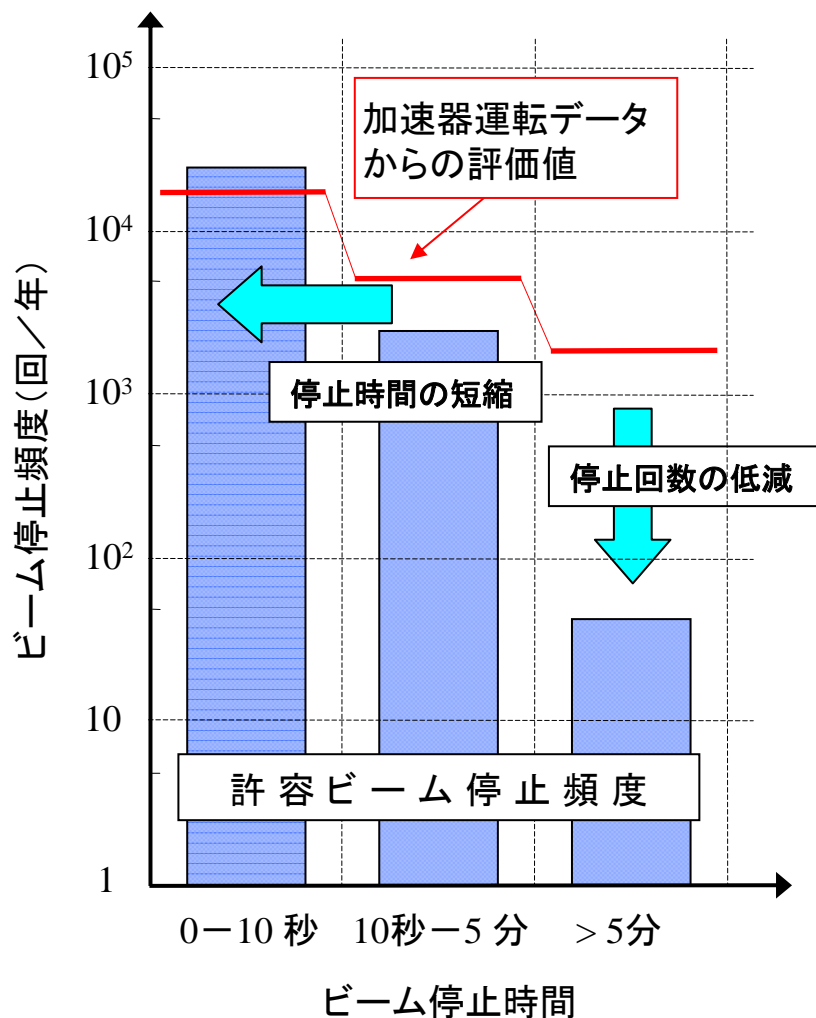 10⁵
10⁴
10³
10²
10
1
ビーム停止頻度(回／年)
加速器運転データ
からの評価値
停止時間の短縮
停止回数の低減
許容ビーム停止頻度
0－10 秒
10秒－5 分
> 5分
ビーム停止時間